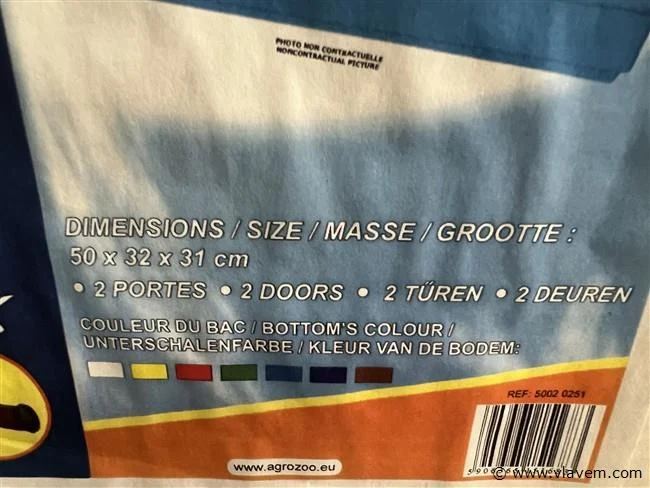 PHOTO NON CONTRACTUELLE
NONCONTRACTUAL PICTURE
DIMENSIONS / SIZE / MASSE / GROOTTE :
50 x 32 x 31 cm
• 2 PORTES • 2 DOORS • 2 TŰREN • 2 DEUREN
COULEUR DU BAC / BOTTOM'S COLOUR /
UNTERSCHALENFARBE / KLEUR VAN DE BODEM:
REF: 5002 0251
www.agrozoo.eu
© www.vlavem.com